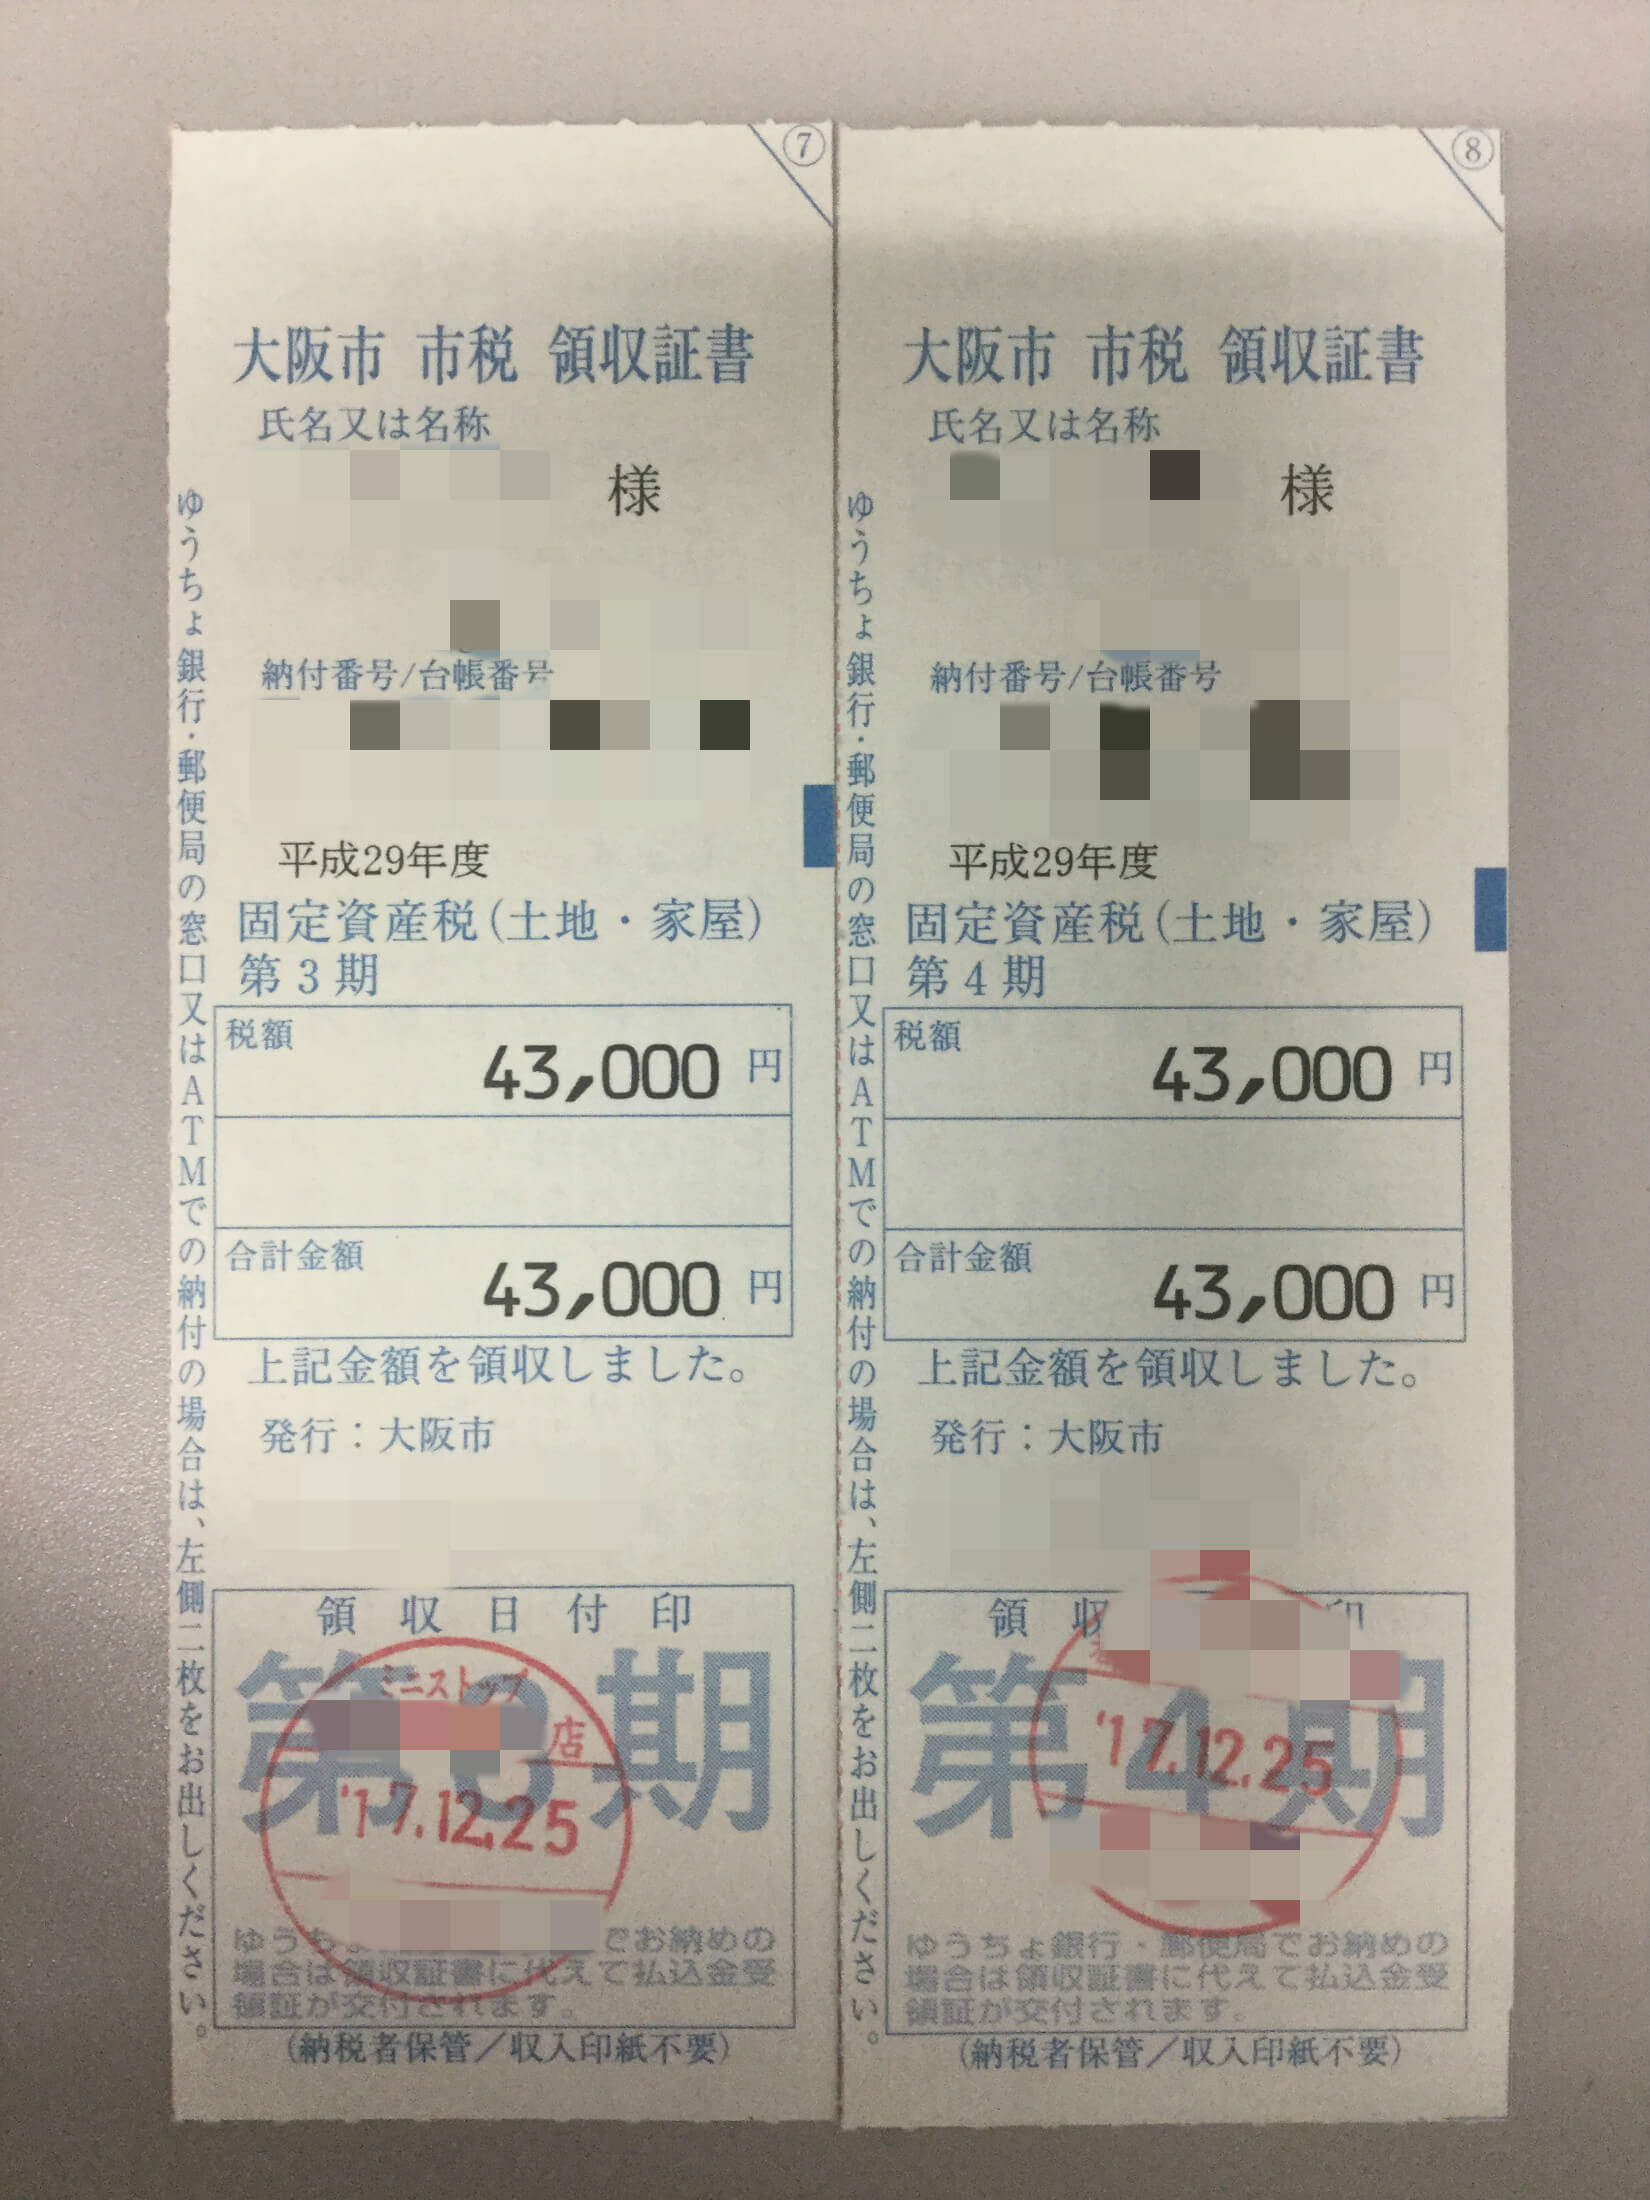 ⑦
大阪市 市税 領収証書
氏名又は名称
様
納付番号/台帳番号
平成29年度
固定資産税(土地・家屋)
第3期
税額
43,000 円
合計金額
43,000 円
上記金額を領収しました。
発行:大阪市
領収日付印
第3期
ミニストップ
店
'17.12.25
ゆうち
でお納めの
場合は領収証書に代えて払込金受
領証が交付されます。
(納税者保管/収入印紙不要)
ゆうちょ銀行・郵便局の窓口又はATMでの納付の場合は、左側二枚をお出しください。
⑧
大阪市 市税 領収証書
氏名又は名称
様
納付番号/台帳番号
平成29年度
固定資産税(土地・家屋)
第4期
税額
43,000 円
合計金額
43,000 円
上記金額を領収しました。
発行:大阪市
領収
印
第4期
'17.12.25
ゆうちょ銀行・郵便局でお納めの
場合は領収証書に代えて払込金受
領証が交付されます。
(納税者保管/収入印紙不要)
ゆうちょ銀行・郵便局の窓口又はATMでの納付の場合は、左側二枚をお出しください。